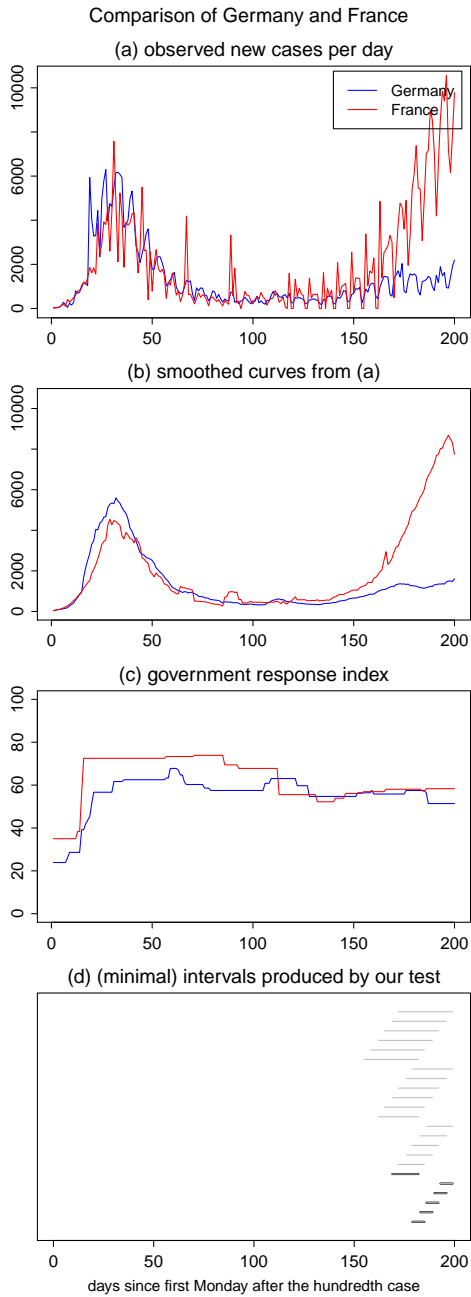 Comparison of Germany and France
(a) observed new cases per day
10000
6000
2000
0
Germany
France
0 50 100 150 200
(b) smoothed curves from (a)
10000
6000
2000
0
0 50 100 150 200
(c) government response index
100
80
60
40
20
0
0 50 100 150 200
(d) (minimal) intervals produced by our test
0 50 100 150 200
days since first Monday after the hundredth case